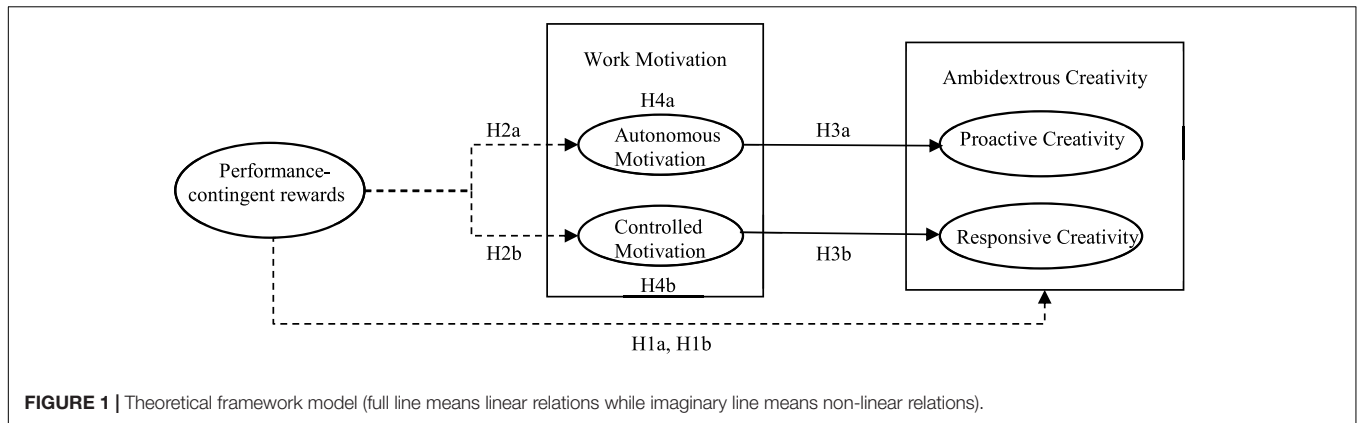 Work Motivation
Ambidextrous Creativity
H4a
H2a
Autonomous
Motivation
H3a
Proactive Creativity
Performance-
contingent rewards
Controlled
Motivation
H2b
H3b
Responsive Creativity
H4b
H1a, H1b
FIGURE 1 | Theoretical framework model (full line means linear relations while imaginary line means non-linear relations).